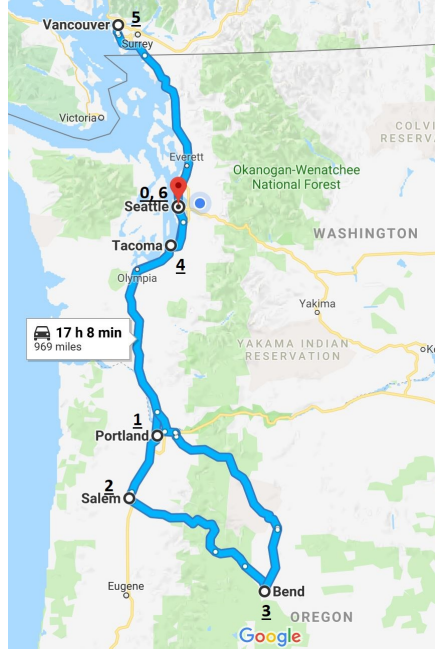 Vancouver
5
Surrey
Victoria
COLVI
RESERV
Everett
Okanogan-Wenatchee
National Forest
0, 6
Seattle
WASHINGTON
Tacoma
4
Olympia
Yakima
17 h 8 min
969 miles
YAKAMA INDIAN
RESERVATION
Ke
1
Portland
2
Salem
Eugene
Bend
3
OREGON
Google